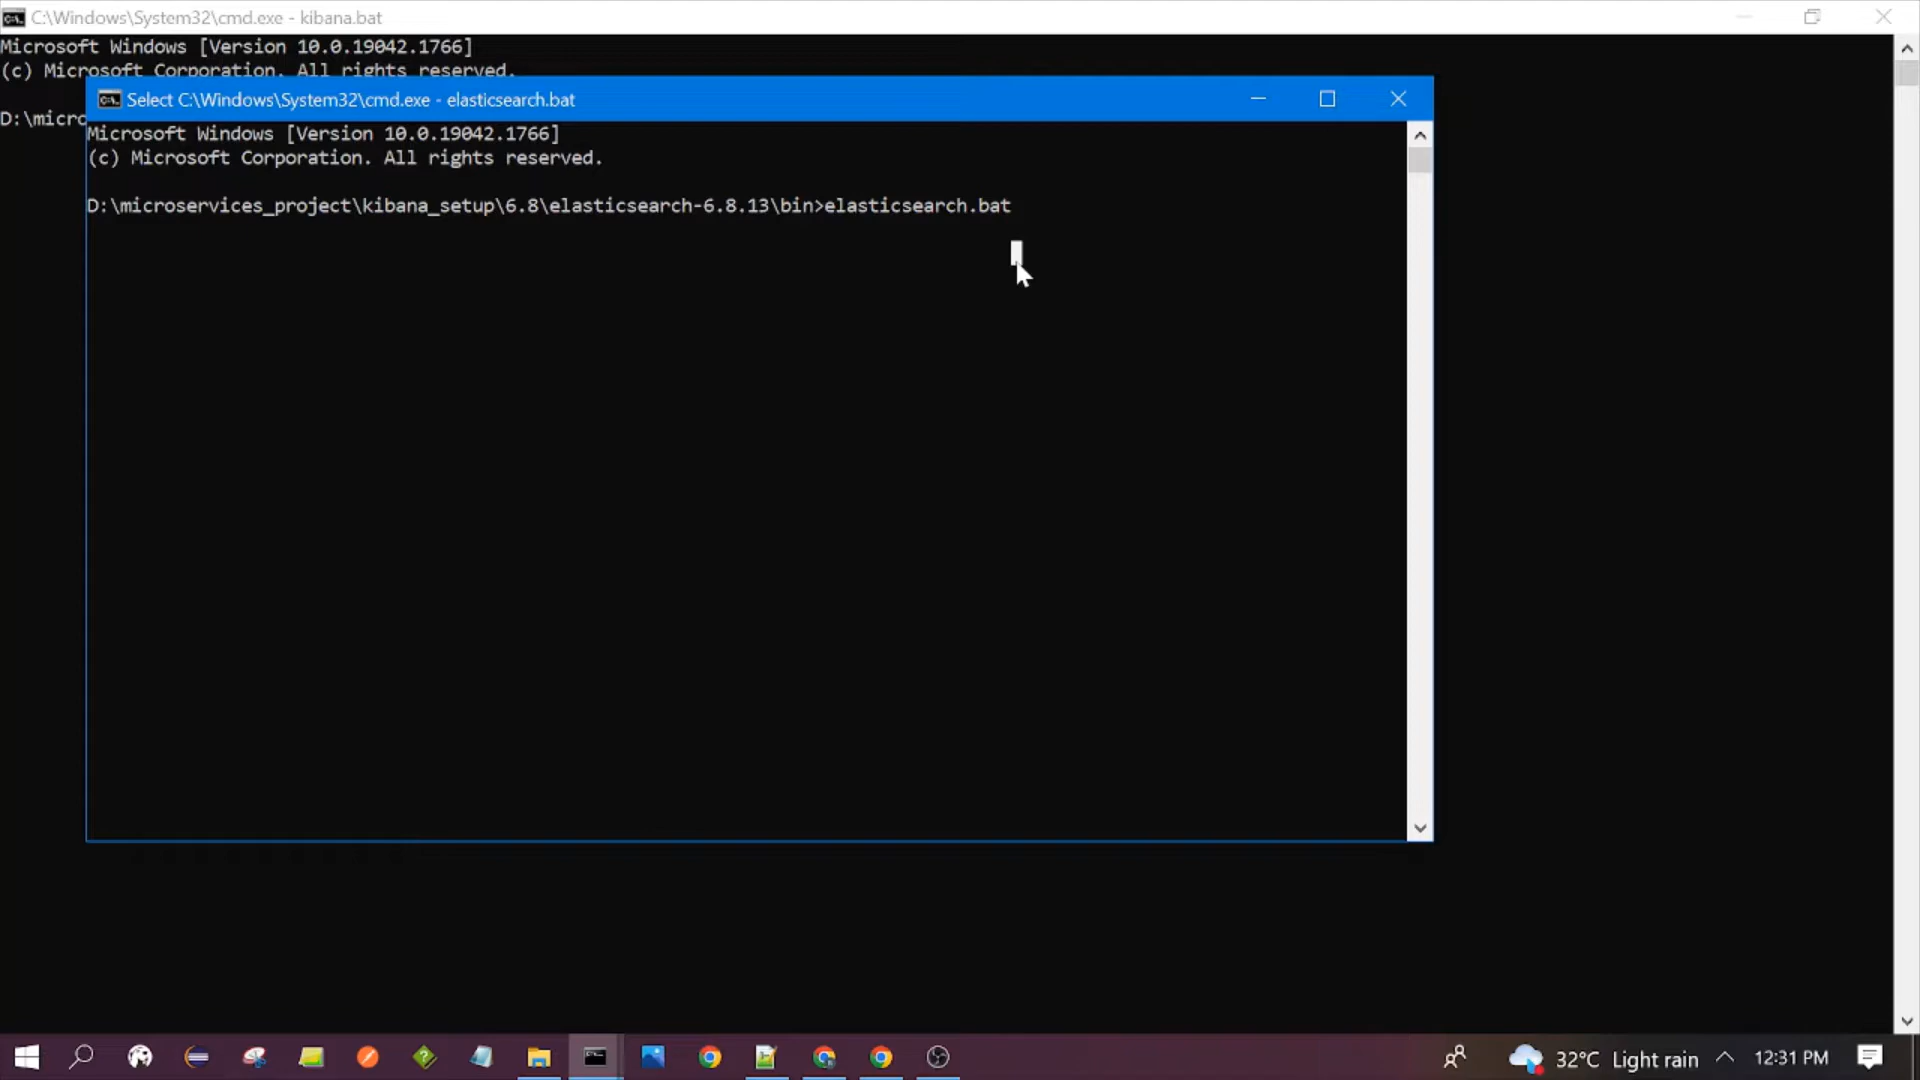 C:\Windows\System32\cmd.exe - kibana.bat
Microsoft Windows [Version 10.0.19042.1766]
(c) Microsoft Corporation. All rights reserved.
D:\micro
Select C:\Windows\System32\cmd.exe - elasticsearch.bat
Microsoft Windows [Version 10.0.19042.1766]
(c) Microsoft Corporation. All rights reserved.
D:\microservices_project\kibana_setup\6.8\elasticsearch-6.8.13\bin>elasticsearch.bat
32°C Light rain
12:31 PM